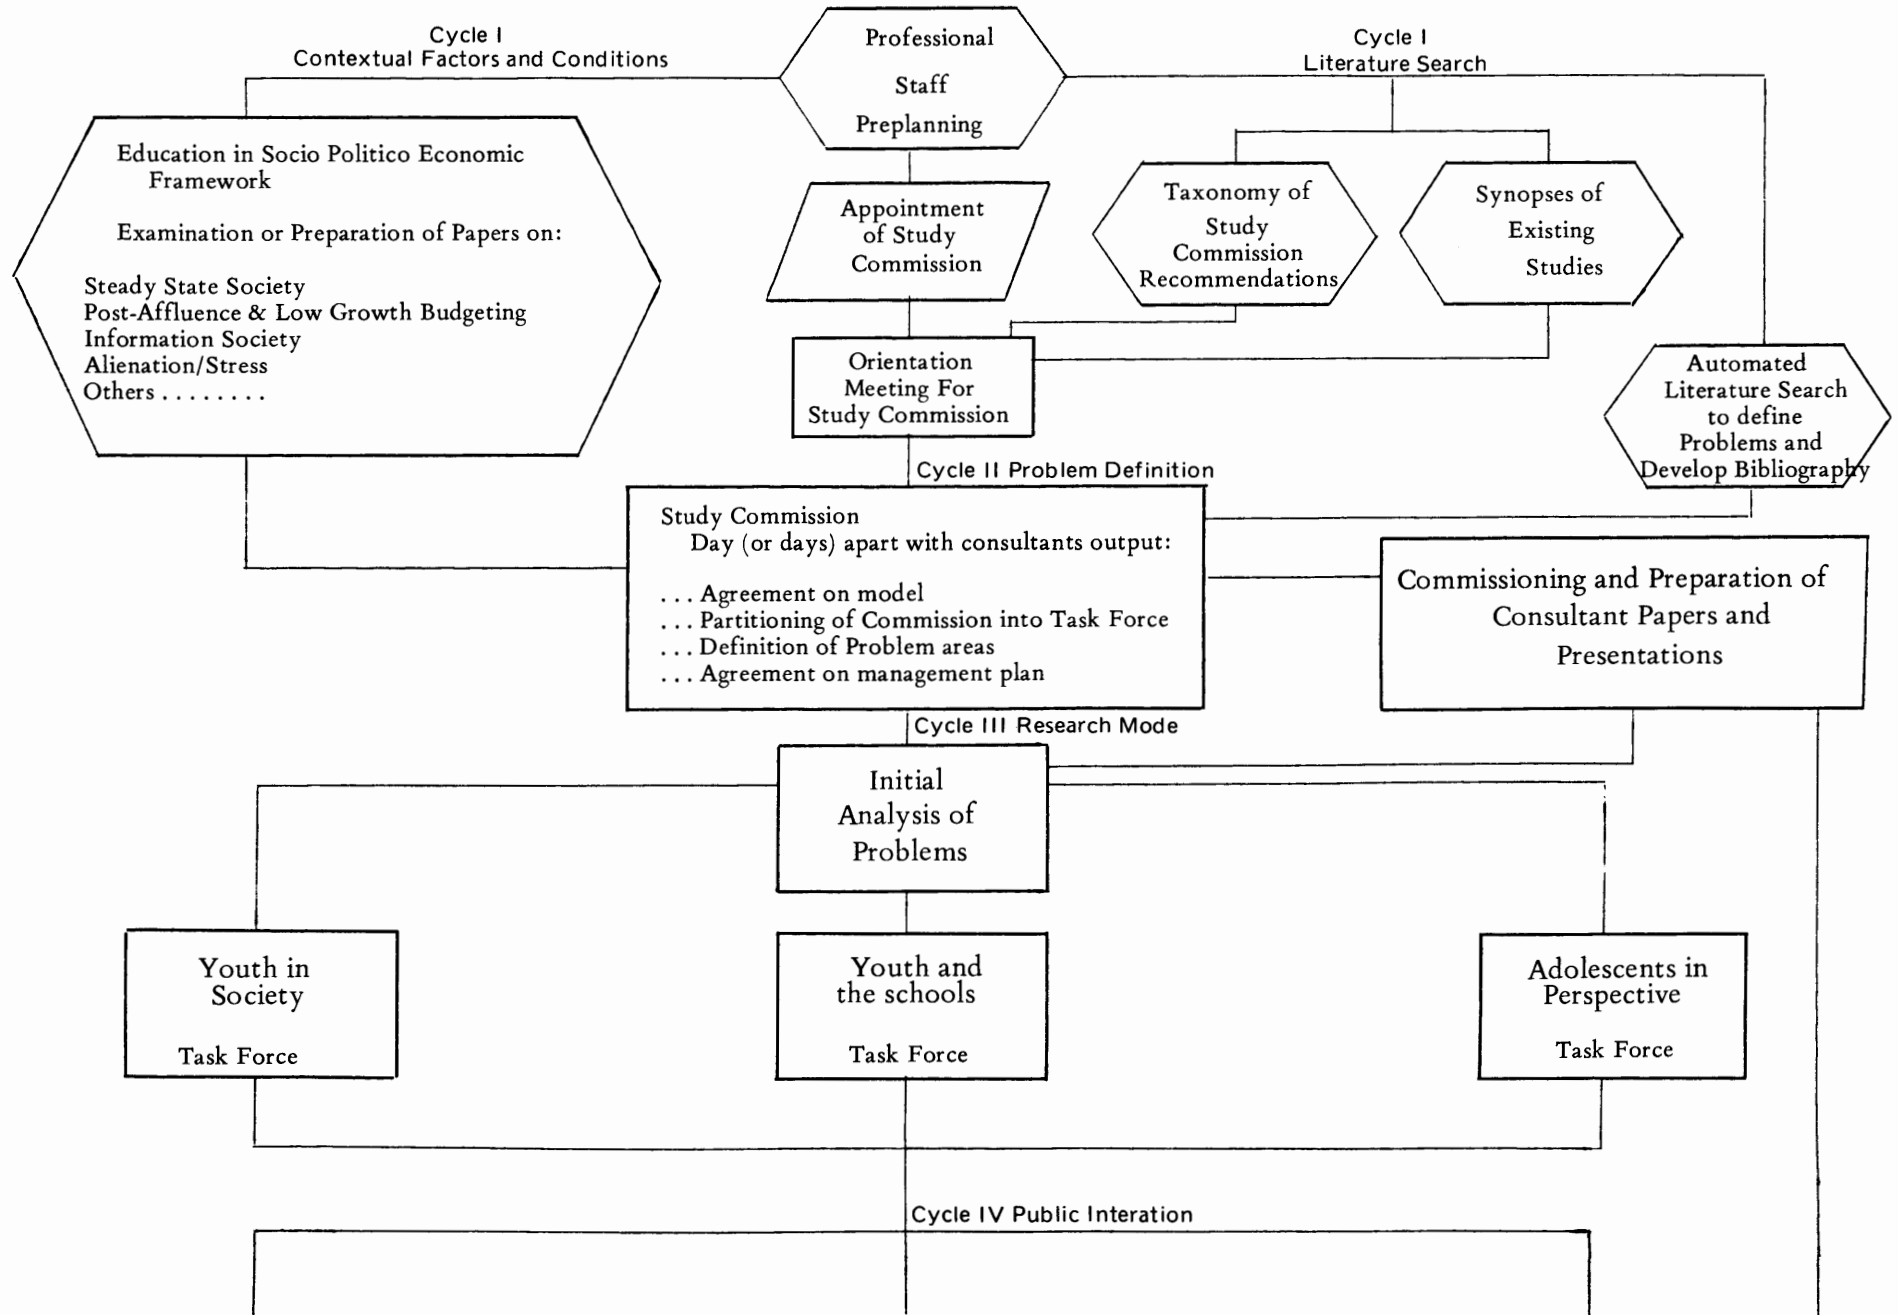 Cycle I
Contextual Factors and Conditions
Professional
Staff
Preplanning
Cycle I
Literature Search
Education in Socio Politico Economic
Framework
Examination or Preparation of Papers on:
Steady State Society
Post-Affluence & Low Growth Budgeting
Information Society
Alienation/Stress
Others ........
Appointment
of Study
Commission
Taxonomy of
Study
Commission
Recommendations
Synopses of
Existing
Studies
Orientation
Meeting For
Study Commission
Automated
Literature Search
to define
Problems and
Develop Bibliography
Cycle II Problem Definition
Study Commission
Day (or days) apart with consultants output:
... Agreement on model
... Partitioning of Commission into Task Force
... Definition of Problem areas
... Agreement on management plan
Commissioning and Preparation of
Consultant Papers and
Presentations
Cycle III Research Mode
Initial
Analysis of
Problems
Youth in
Society
Task Force
Youth and
the schools
Task Force
Adolescents in
Perspective
Task Force
Cycle IV Public Interation